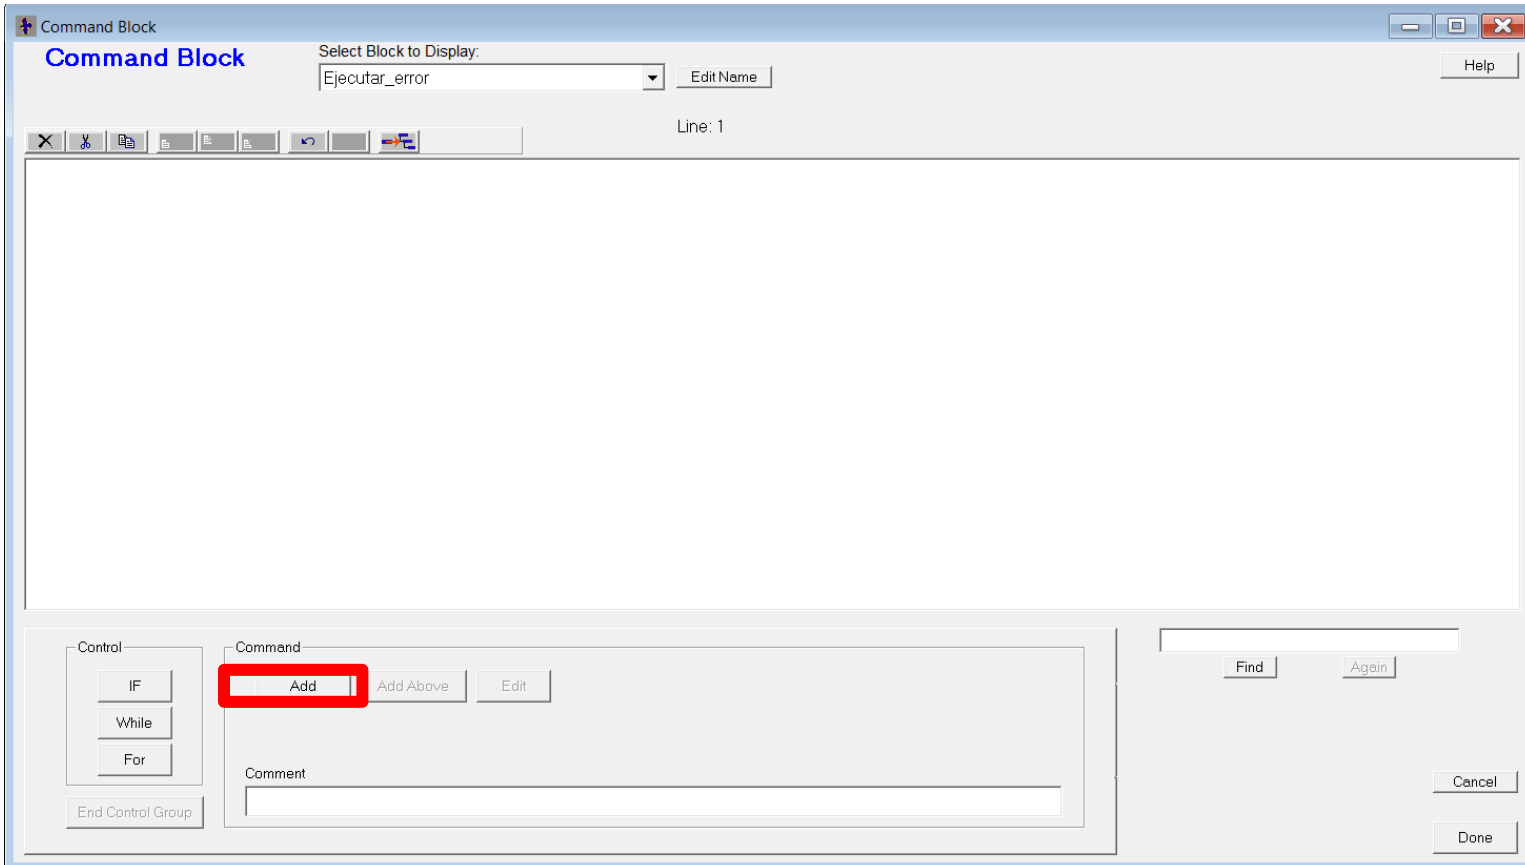 Command Block
Command Block
Select Block to Display:
Ejecutar_error
Edit Name
Help
Line: 1
Control
IF
While
For
End Control Group
Command
Add
Add Above
Edit
Comment
Find
Again
Cancel
Done